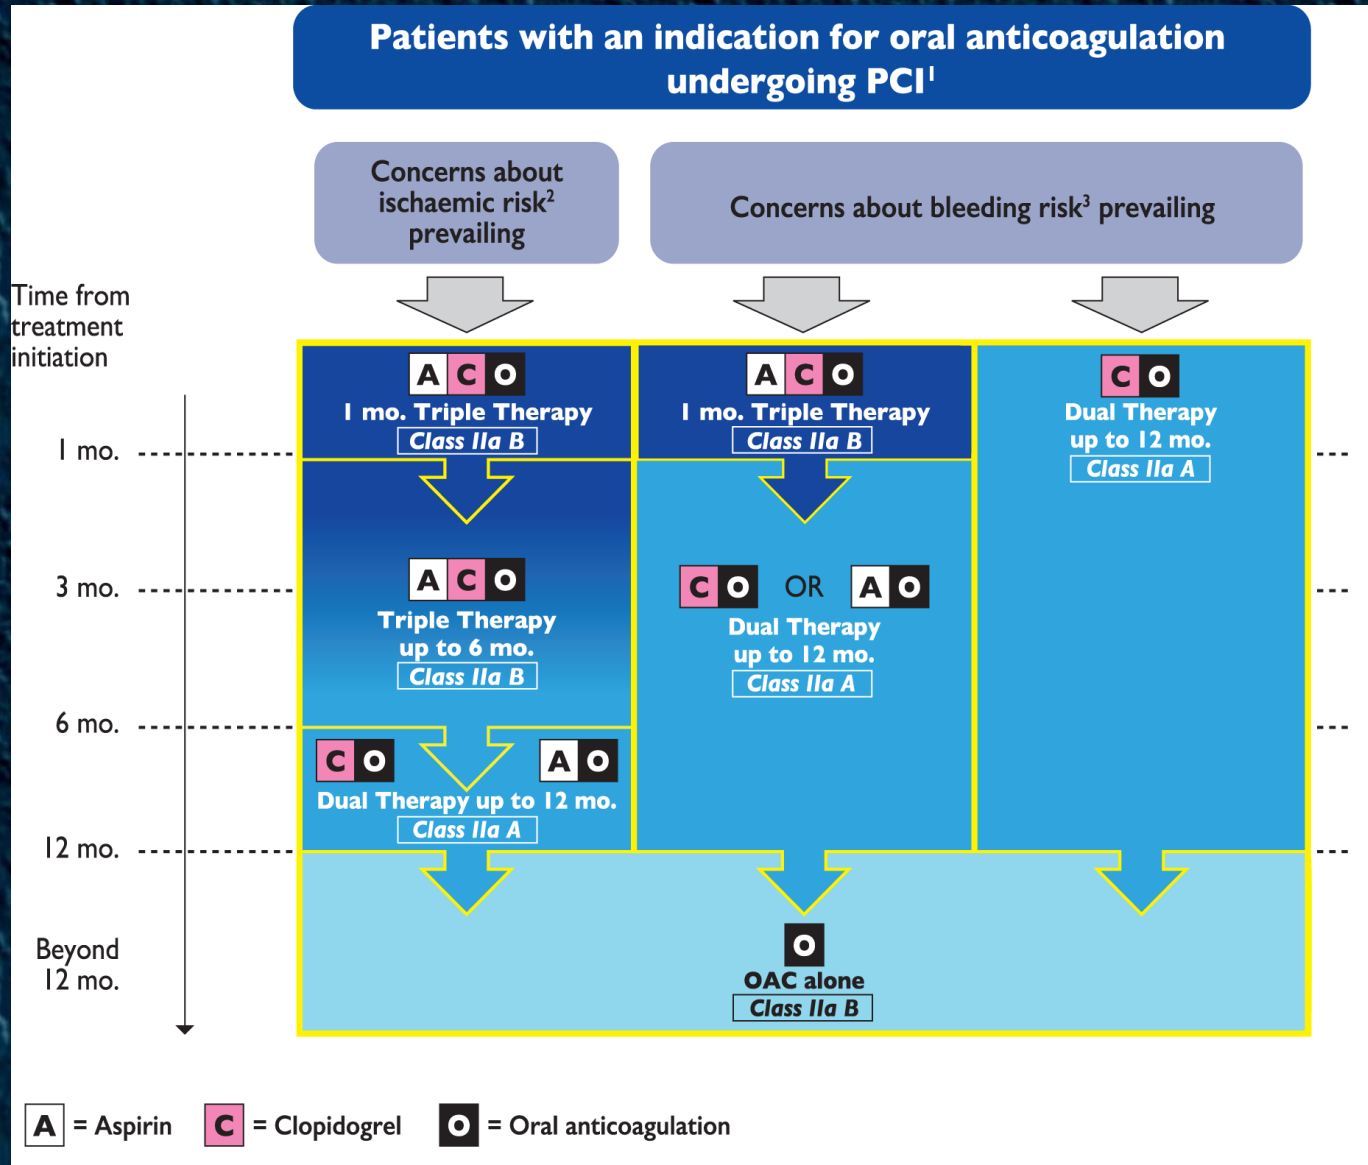 Patients with an indication for oral anticoagulation
undergoing PCI¹
Concerns about
ischaemic risk²
prevailing
Concerns about bleeding risk³ prevailing
Time from
treatment
initiation
A C O
1 mo. Triple Therapy
Class IIa B
A C O
1 mo. Triple Therapy
Class IIa B
C O
Dual Therapy
up to 12 mo.
Class IIa A
1 mo.
3 mo.
A C O
Triple Therapy
up to 6 mo.
Class IIa B
C O OR A O
Dual Therapy
up to 12 mo.
Class IIa A
6 mo.
C O A O
Dual Therapy up to 12 mo.
Class IIa A
12 mo.
Beyond
12 mo.
O
OAC alone
Class IIa B
A = Aspirin C = Clopidogrel O = Oral anticoagulation